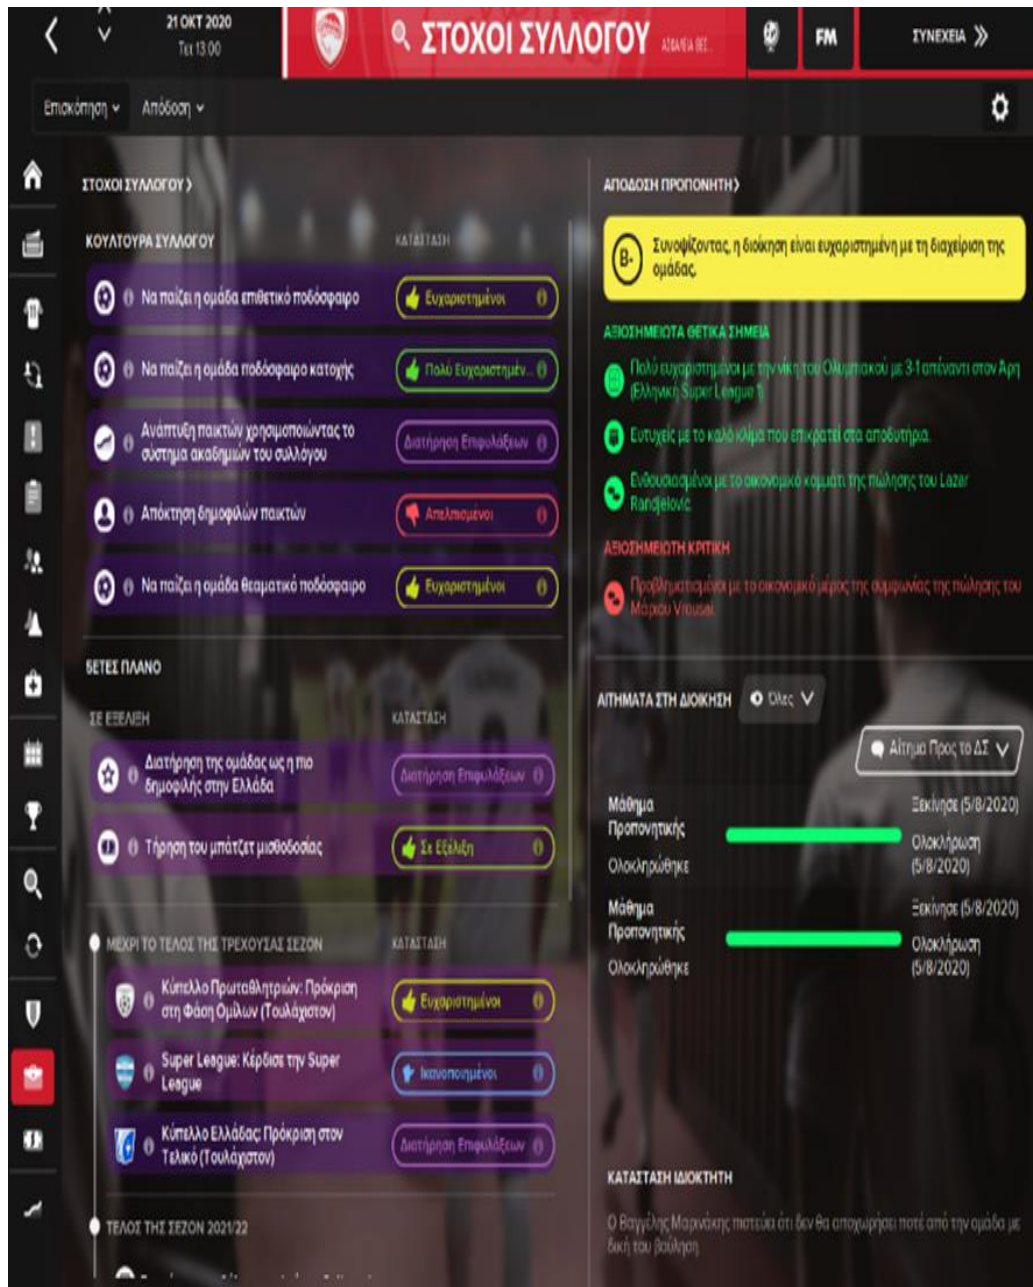 21 ΟΚΤ 2020
Τετ 13:00
ΣΤΟΧΟΙ ΣΥΛΛΟΓΟΥ
FM
ΣΥΝΕΧΕΙΑ
Επισκόπηση
Απόδοση
ΣΤΟΧΟΙ ΣΥΛΛΟΓΟΥ >
ΚΟΥΛΤΟΥΡΑ ΣΥΛΛΟΓΟΥ
ΚΑΤΑΣΤΑΣΗ
Να παίζει η ομάδα επιθετικό ποδόσφαιρο
Ευχαριστημένοι
Να παίζει η ομάδα ποδόσφαιρο κατοχής
Πολύ Ευχαριστημέν...
Ανάπτυξη παικτών χρησιμοποιώντας το
σύστημα ακαδημιών του συλλόγου
Διατήρηση Επιφυλάξεων
Απόκτηση δημοφιλών παικτών
Απελπισμένοι
Να παίζει η ομάδα θεαματικό ποδόσφαιρο
Ευχαριστημένοι
5ΕΤΕΣ ΠΛΑΝΟ
ΣΕ ΕΞΕΛΙΞΗ
ΚΑΤΑΣΤΑΣΗ
Διατήρηση της ομάδας ως η πιο
δημοφιλής στην Ελλάδα
Διατήρηση Επιφυλάξεων
Τήρηση του μπάτζετ μισθοδοσίας
Σε Εξέλιξη
ΜΕΧΡΙ ΤΟ ΤΕΛΟΣ ΤΗΣ ΤΡΕΧΟΥΣΑΣ ΣΕΖΟΝ
ΚΑΤΑΣΤΑΣΗ
Κύπελλο Πρωταθλητριών: Πρόκριση
στη Φάση Ομίλων (Τουλάχιστον)
Ευχαριστημένοι
Super League: Κέρδισε την Super
League
Ικανοποιημένοι
Κύπελλο Ελλάδας: Πρόκριση στον
Τελικό (Τουλάχιστον)
Διατήρηση Επιφυλάξεων
ΤΕΛΟΣ ΤΗΣ ΣΕΖΟΝ 2021/22
ΑΠΟΔΟΣΗ ΠΡΟΠΟΝΗΤΗ >
B-
Συνοψίζοντας, η διοίκηση είναι ευχαριστημένη με τη διαχείριση της
ομάδας.
ΑΞΙΟΣΗΜΕΙΩΤΑ ΘΕΤΙΚΑ ΣΗΜΕΙΑ
Πολύ ευχαριστημένοι με την νίκη του Ολυμπιακού με 3-1 απέναντι στον Άρη
(Ελληνική Super League 1)
Ευτυχείς με το καλό κλίμα που επικρατεί στα αποδυτήρια.
Ενθουσιασμένοι με το οικονομικό κομμάτι της πώλησης του Lazar
Randjelovic.
ΑΞΙΟΣΗΜΕΙΩΤΗ ΚΡΙΤΙΚΗ
Προβληματισμένοι με το οικονομικό μέρος της συμφωνίας της πώλησης του
Μάριου Vrousai.
ΑΙΤΗΜΑΤΑ ΣΤΗ ΔΙΟΙΚΗΣΗ
Όλες
Αίτημα Προς το ΔΣ
Μάθημα
Προπονητικής
Ολοκληρώθηκε
Ξεκίνησε (5/8/2020)
Ολοκλήρωση
(5/8/2020)
Μάθημα
Προπονητικής
Ολοκληρώθηκε
Ξεκίνησε (5/8/2020)
Ολοκλήρωση
(5/8/2020)
ΚΑΤΑΣΤΑΣΗ ΙΔΙΟΚΤΗΤΗ
Ο Βαγγέλης Μαρινάκης πιστεύει ότι δεν θα αποχωρήσει ποτέ από την ομάδα με
δική του βούληση